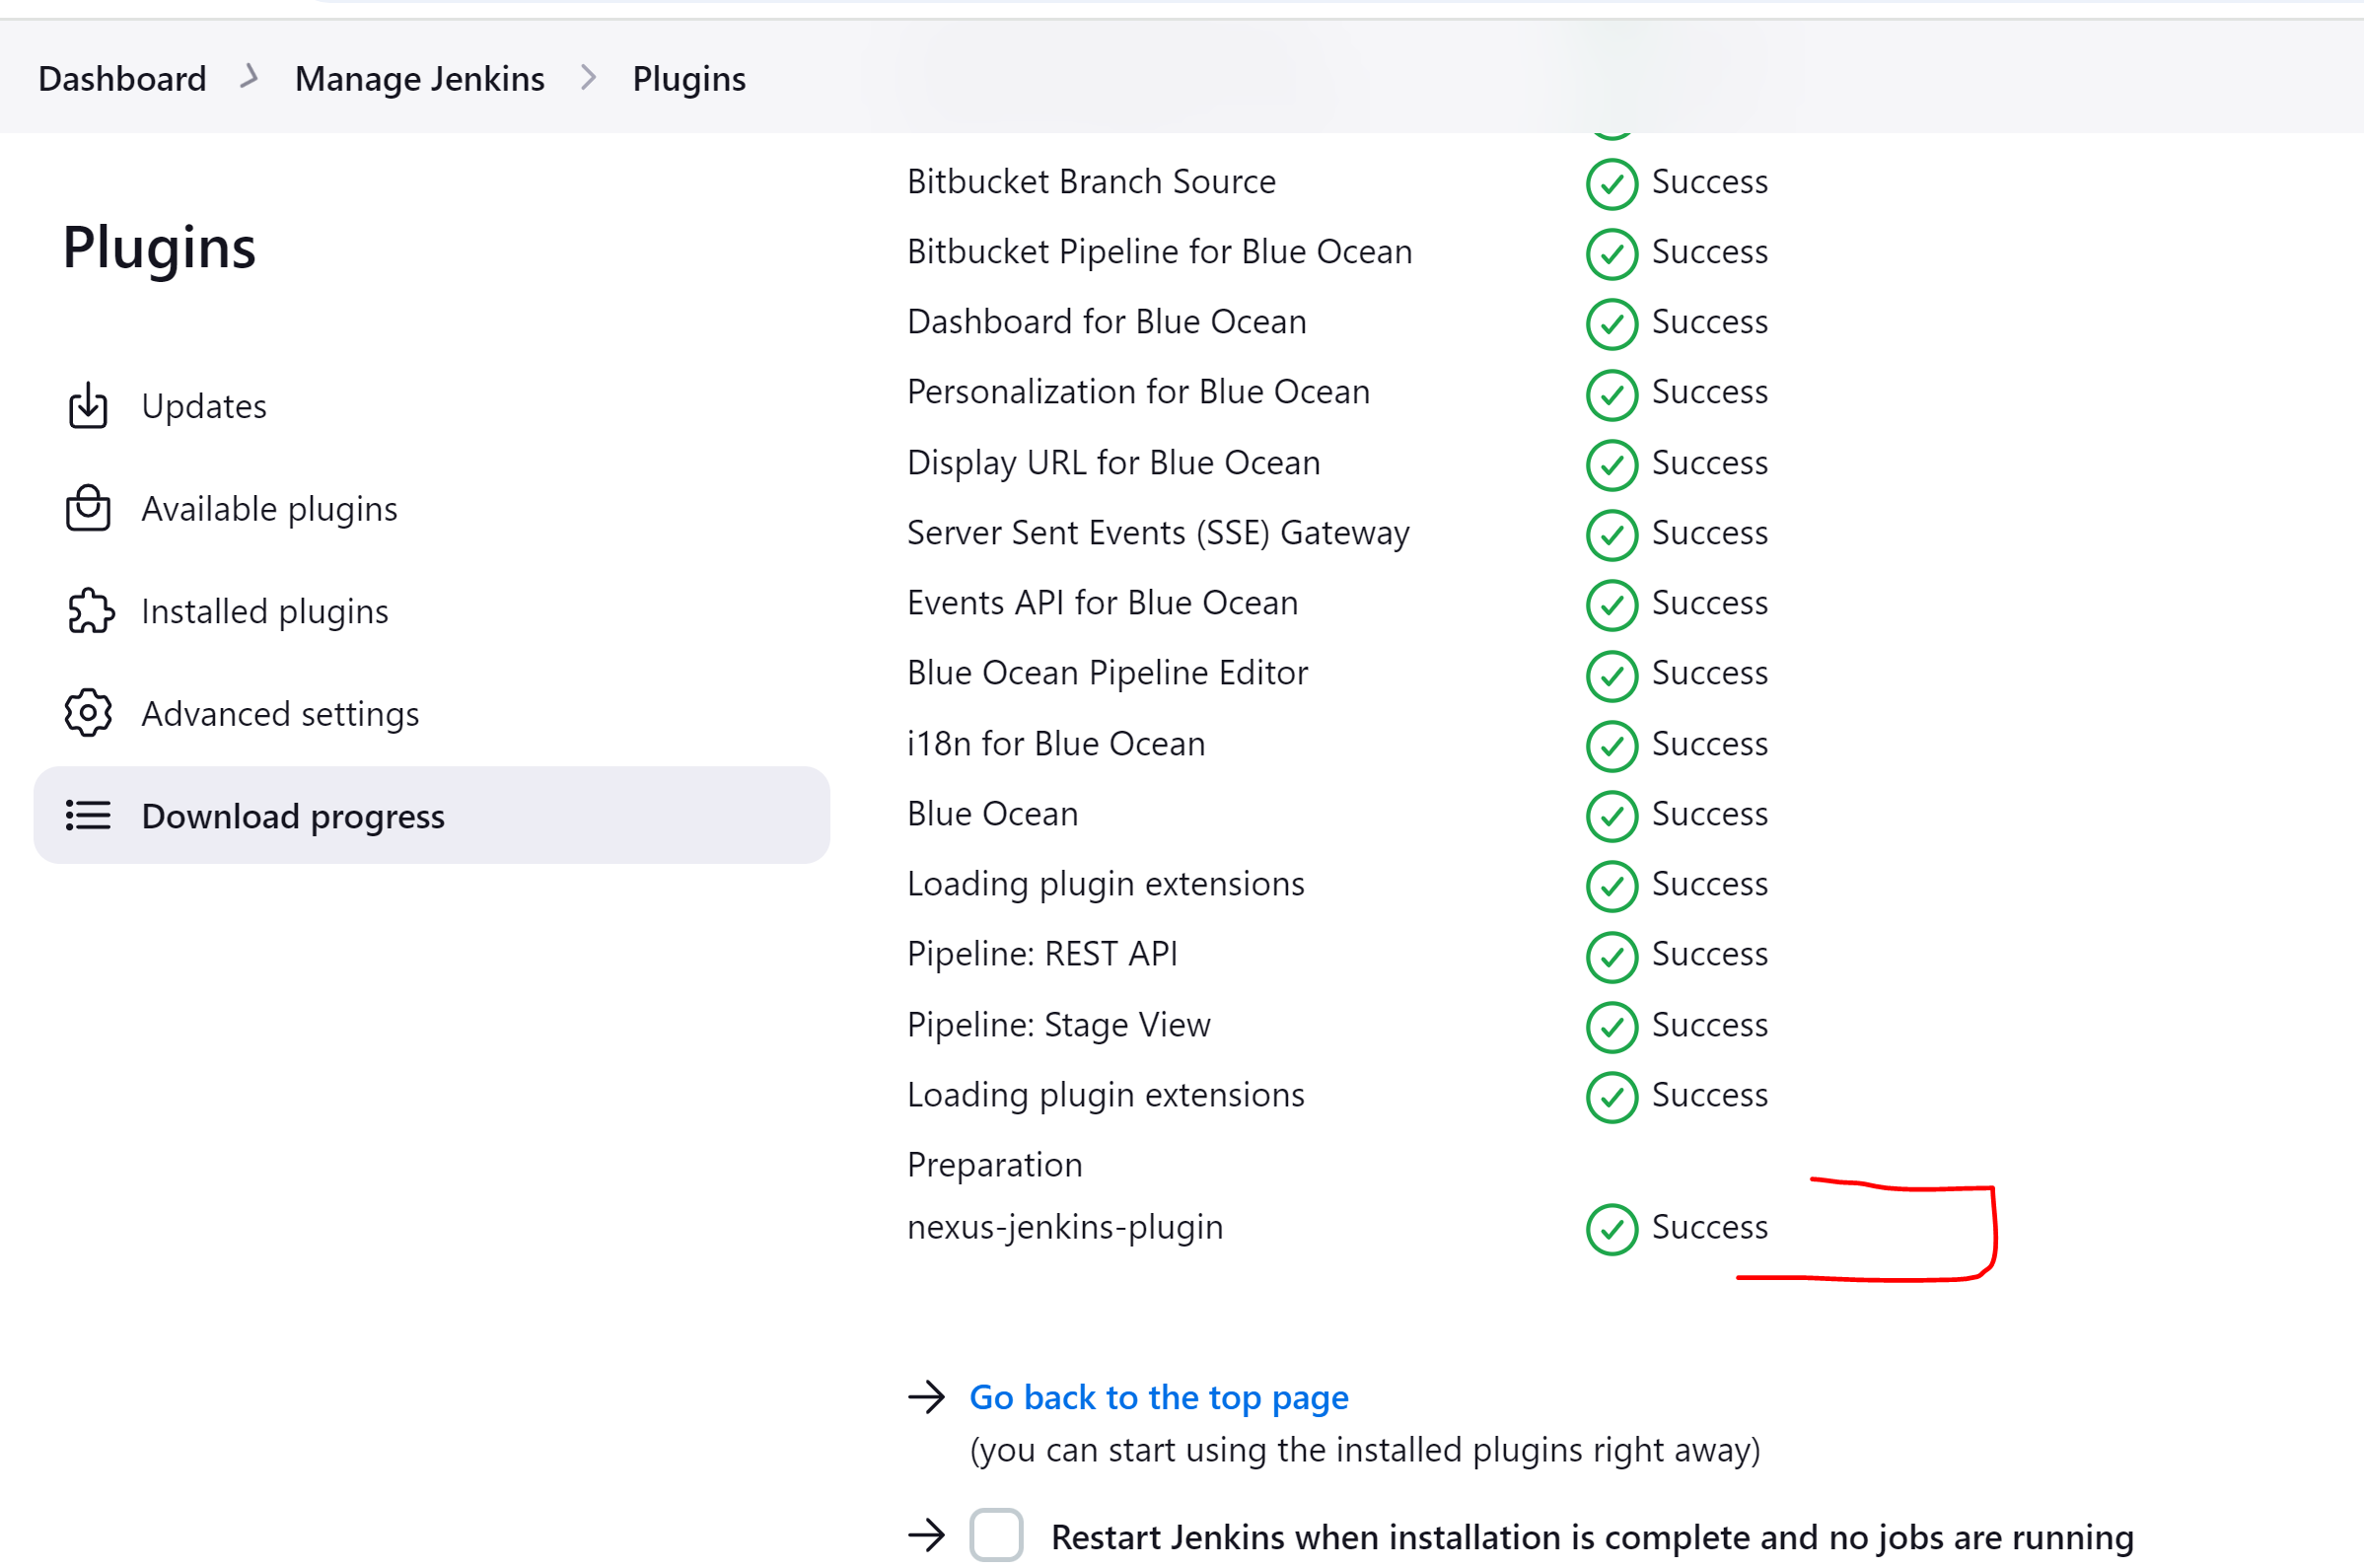 Dashboard > Manage Jenkins > Plugins
Plugins
Updates
Available plugins
Installed plugins
Advanced settings
Download progress
Bitbucket Branch Source Success
Bitbucket Pipeline for Blue Ocean Success
Dashboard for Blue Ocean Success
Personalization for Blue Ocean Success
Display URL for Blue Ocean Success
Server Sent Events (SSE) Gateway Success
Events API for Blue Ocean Success
Blue Ocean Pipeline Editor Success
i18n for Blue Ocean Success
Blue Ocean Success
Loading plugin extensions Success
Pipeline: REST API Success
Pipeline: Stage View Success
Loading plugin extensions Success
Preparation
nexus-jenkins-plugin Success
Go back to the top page
(you can start using the installed plugins right away)
Restart Jenkins when installation is complete and no jobs are running